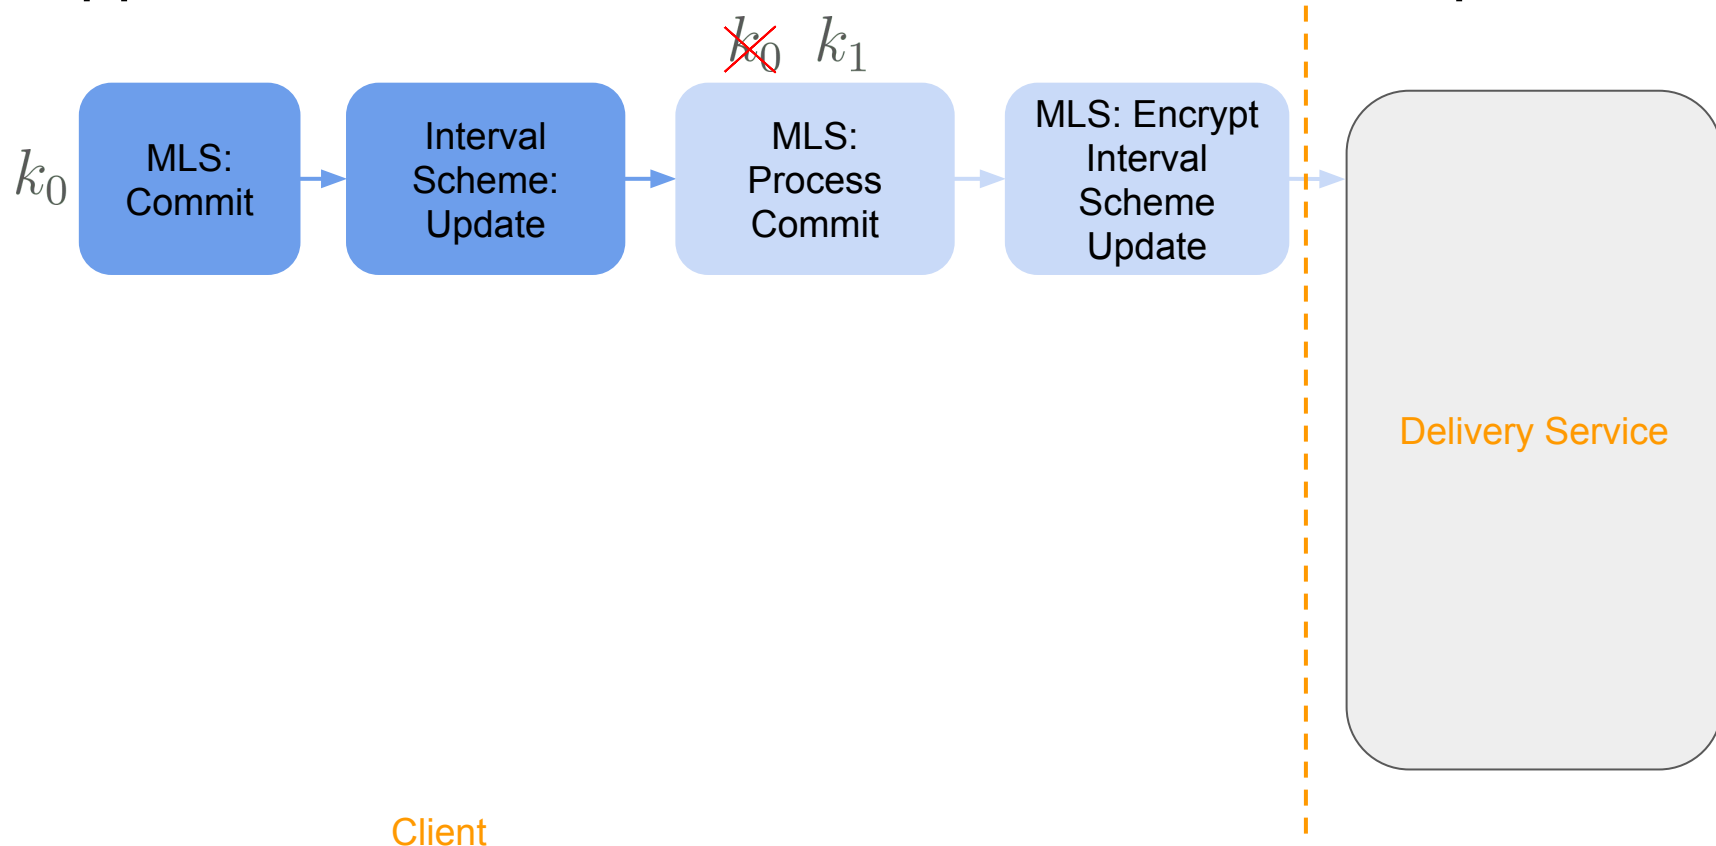 k0 k1
k0
MLS:
Commit
Interval
Scheme:
Update
MLS:
Process
Commit
MLS: Encrypt
Interval
Scheme
Update
Delivery Service
Client